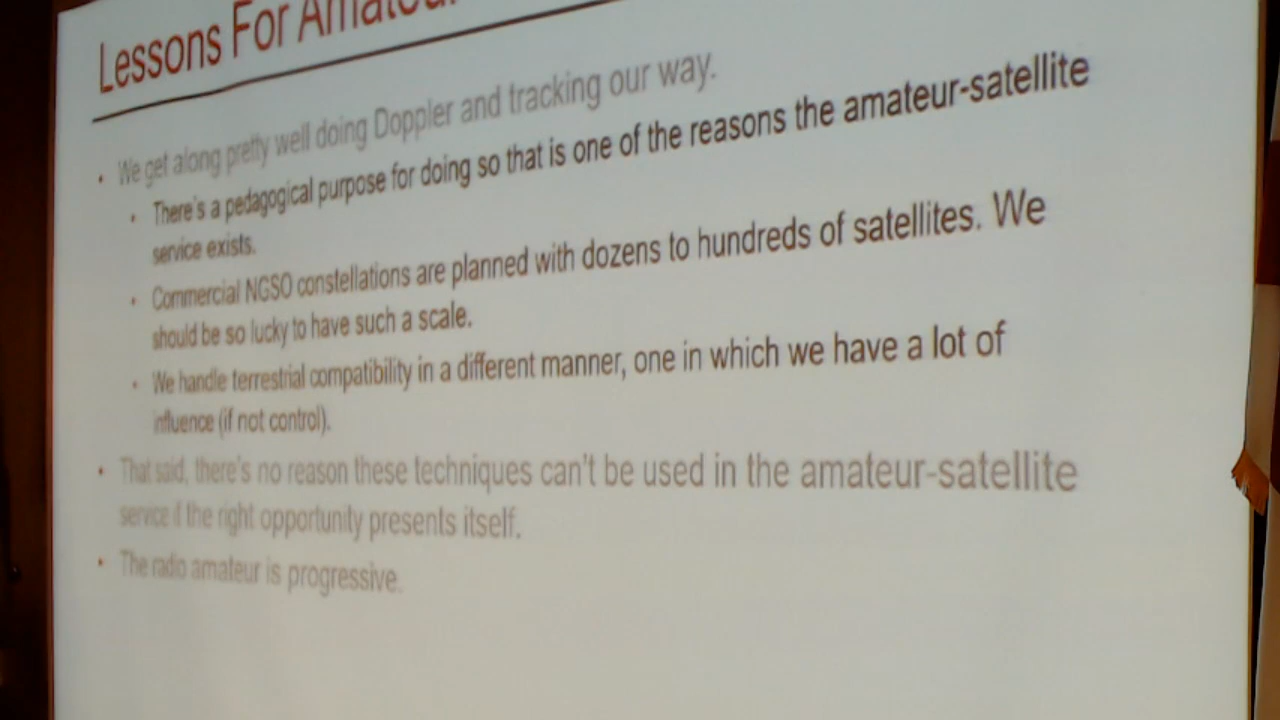 Lessons For Amateur
We get along pretty well doing Doppler and tracking our way.
There's a pedagogical purpose for doing so that is one of the reasons the amateur-satellite
service exists.
Commercial NGSO constellations are planned with dozens to hundreds of satellites. We
should be so lucky to have such a scale.
We handle terrestrial compatibility in a different manner, one in which we have a lot of
influence (if not control).
That said, there's no reason these techniques can't be used in the amateur-satellite
service if the right opportunity presents itself.
The radio amateur is progressive.